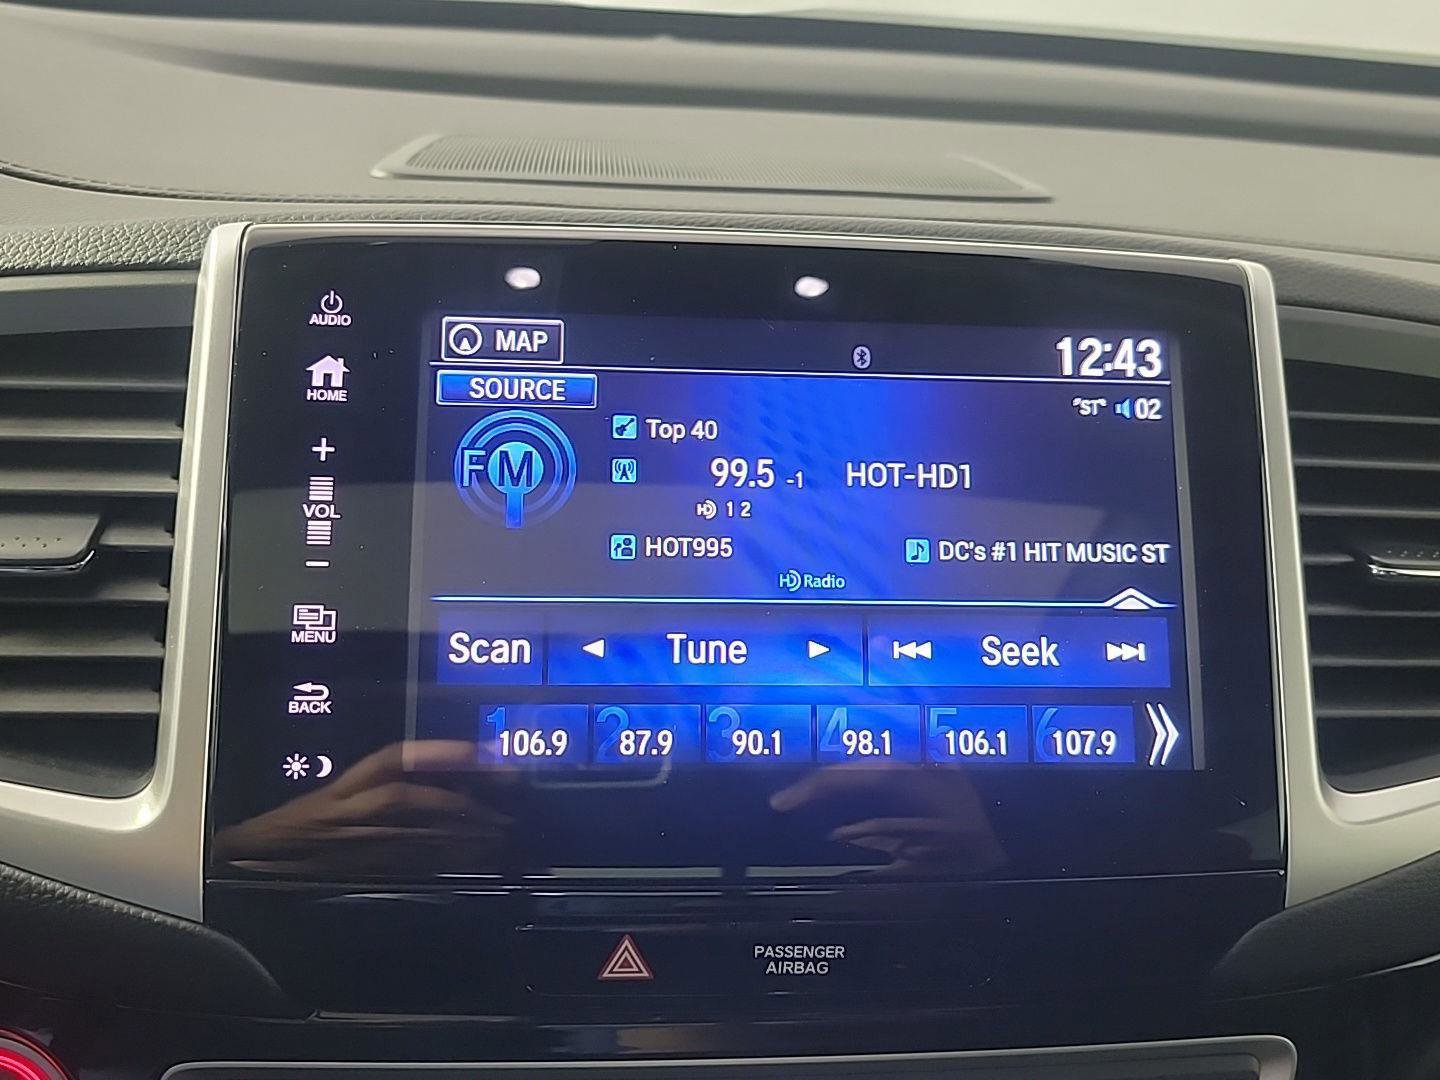 AUDIO
HOME
+
VOL
−
MENU
BACK
MAP
12:43
SOURCE
"ST" 02
FM
Top 40
99.5 -1 HOT-HD1
HD 1 2
HOT995
DC's #1 HIT MUSIC ST
HD Radio
Scan Tune Seek
1 106.9 2 87.9 3 90.1 4 98.1 5 106.1 6 107.9
PASSENGER
AIRBAG